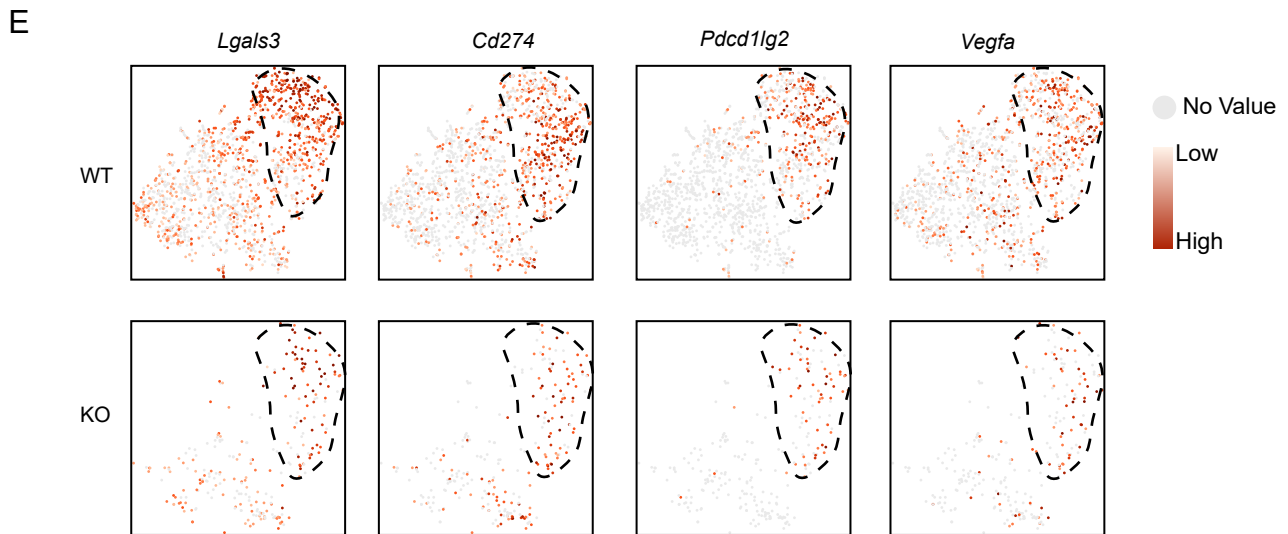 E
Lgals3
Cd274
Pdcd1lg2
Vegfa
WT
KO
No Value
Low
High